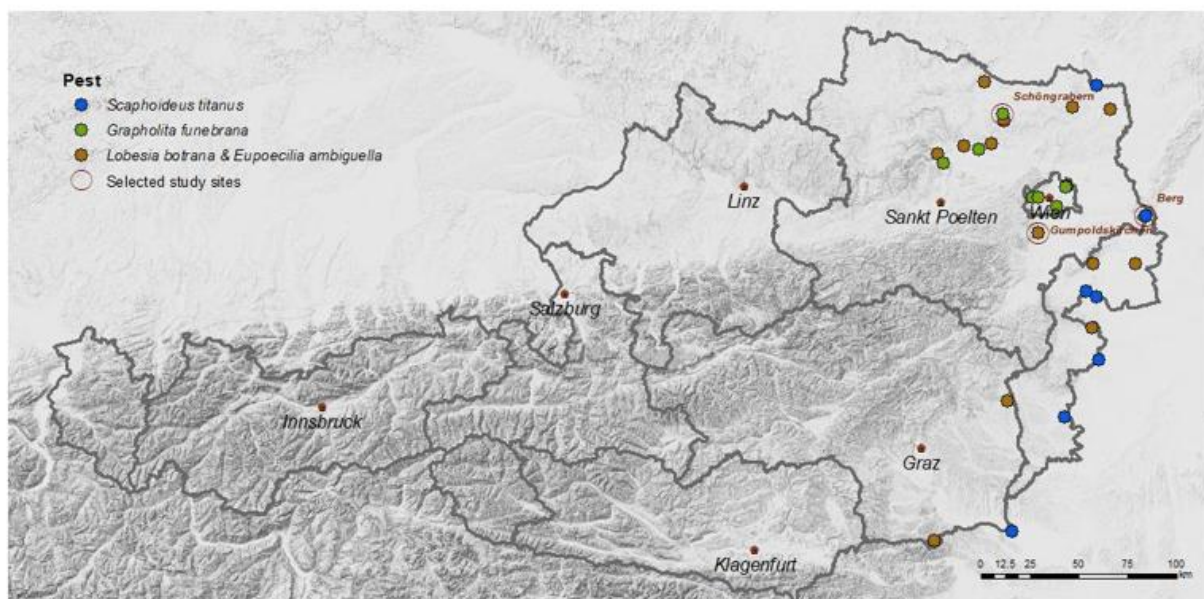 Pest
Scaphoideus titanus
Grapholita funebrana
Lobesia botrana & Eupoecilia ambiguella
Selected study sites
Schöngrabern
Linz
Sankt Poelten
Wien
Berg
Gumpoldskirchen
Salzburg
Innsbruck
Graz
Klagenfurt
0 12.5 25 50 75 100
km